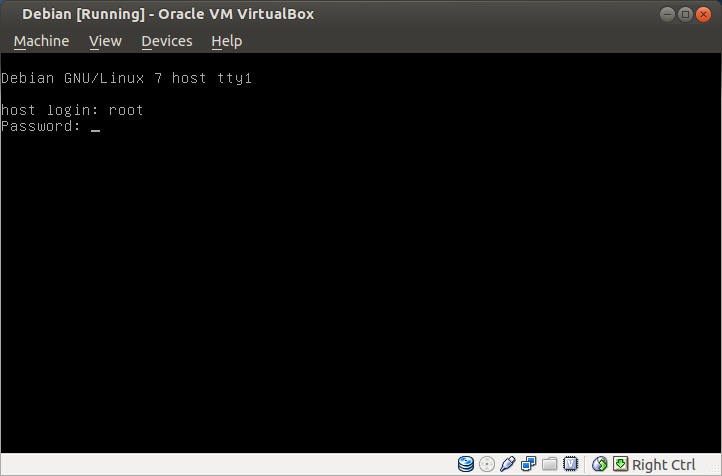 Debian [Running] - Oracle VM VirtualBox
Machine View Devices Help
Debian GNU/Linux 7 host tty1
host login: root
Password: _
Right Ctrl